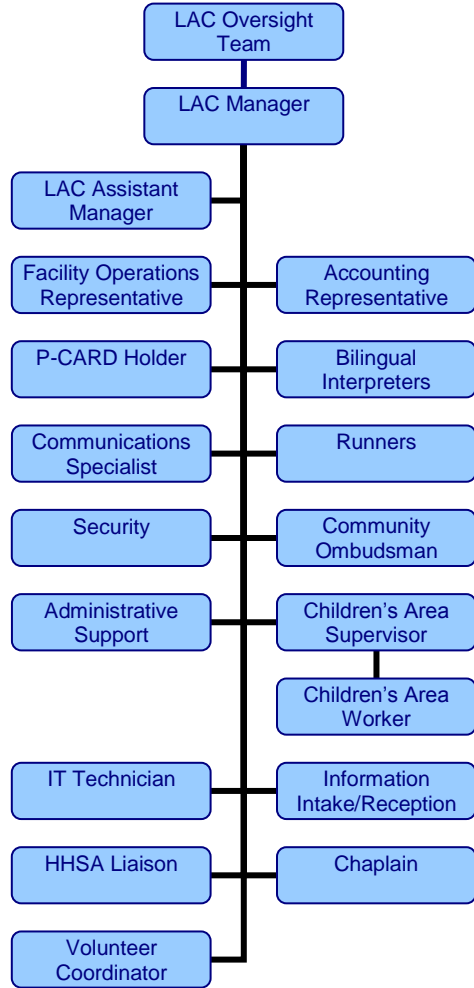 LAC Oversight
Team
LAC Manager
LAC Assistant
Manager
Facility Operations
Representative
Accounting
Representative
P-CARD Holder
Bilingual
Interpreters
Communications
Specialist
Runners
Security
Community
Ombudsman
Administrative
Support
Children’s Area
Supervisor
Children’s Area
Worker
IT Technician
Information
Intake/Reception
HHSA Liaison
Chaplain
Volunteer
Coordinator